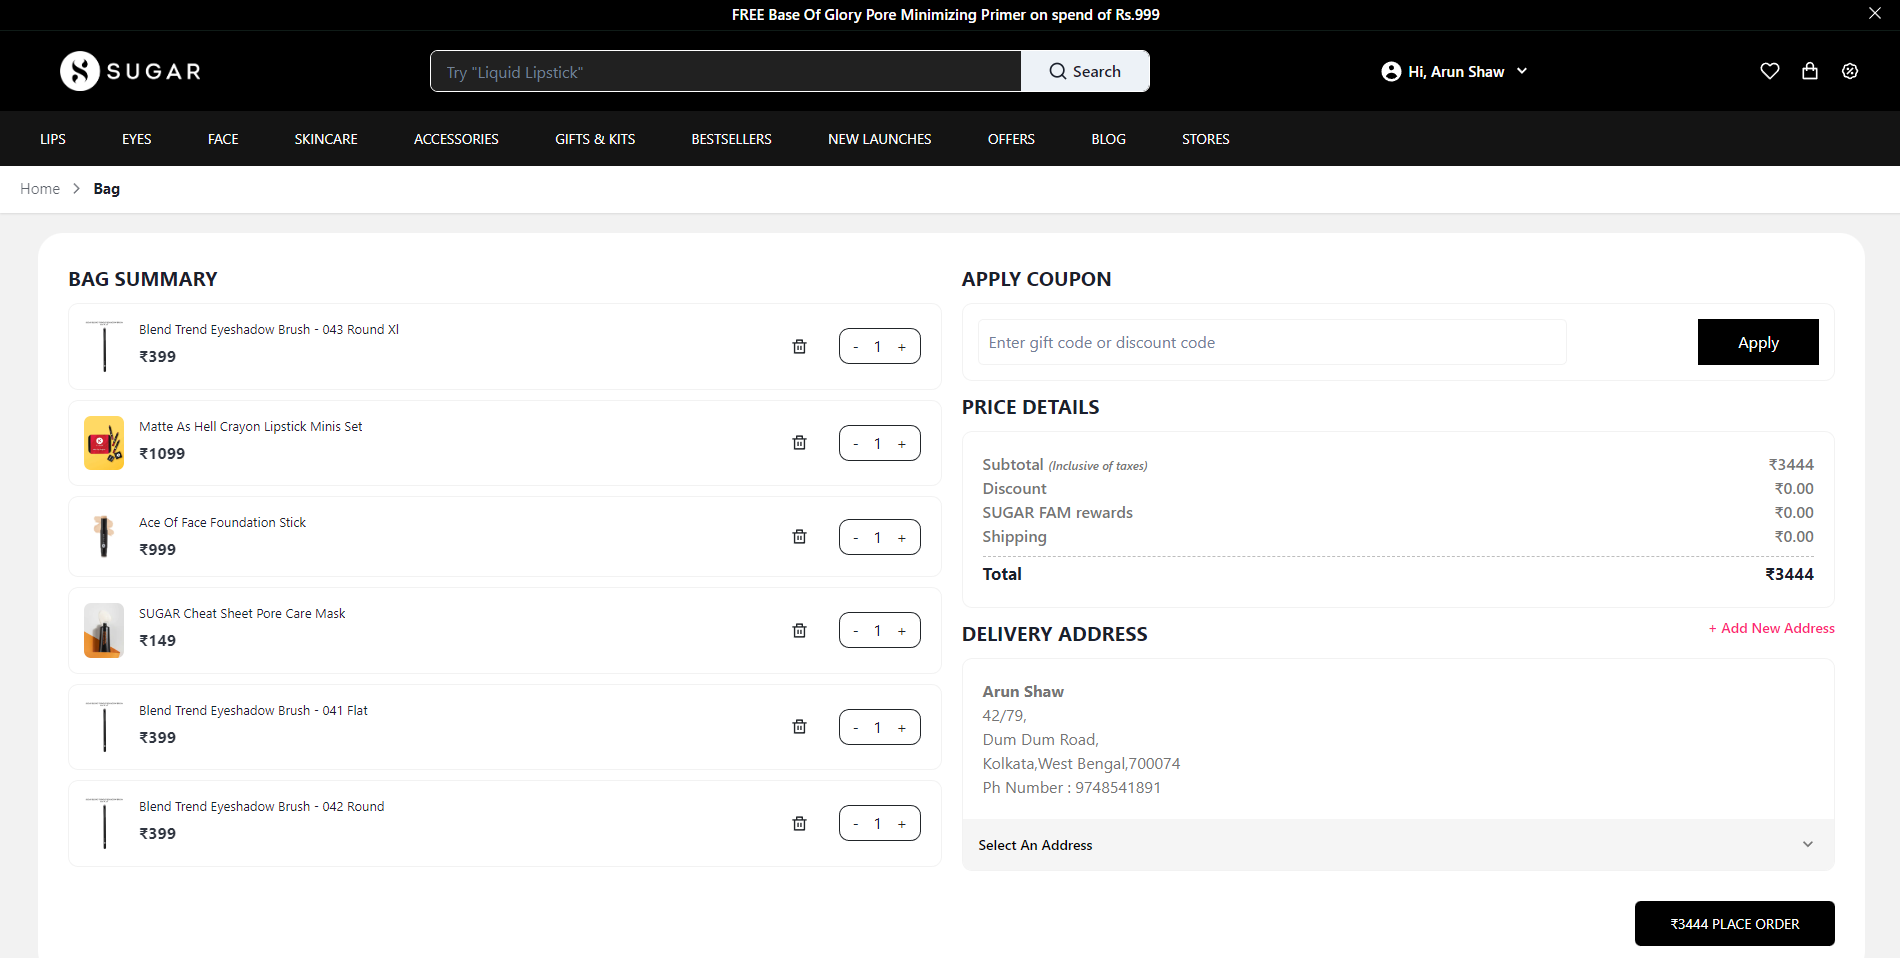 FREE Base Of Glory Pore Minimizing Primer on spend of Rs.999
SUGAR
Try "Liquid Lipstick"
Search
Hi, Arun Shaw
LIPS EYES FACE SKINCARE ACCESSORIES GIFTS & KITS BESTSELLERS NEW LAUNCHES OFFERS BLOG STORES
Home > Bag
BAG SUMMARY
Blend Trend Eyeshadow Brush - 043 Round Xl
₹399
- 1 +
Matte As Hell Crayon Lipstick Minis Set
₹1099
- 1 +
Ace Of Face Foundation Stick
₹999
- 1 +
SUGAR Cheat Sheet Pore Care Mask
₹149
- 1 +
Blend Trend Eyeshadow Brush - 041 Flat
₹399
- 1 +
Blend Trend Eyeshadow Brush - 042 Round
₹399
- 1 +
APPLY COUPON
Enter gift code or discount code
Apply
PRICE DETAILS
Subtotal (Inclusive of taxes) ₹3444
Discount ₹0.00
SUGAR FAM rewards ₹0.00
Shipping ₹0.00
Total ₹3444
DELIVERY ADDRESS
+ Add New Address
Arun Shaw
42/79,
Dum Dum Road,
Kolkata,West Bengal,700074
Ph Number : 9748541891
Select An Address
₹3444 PLACE ORDER